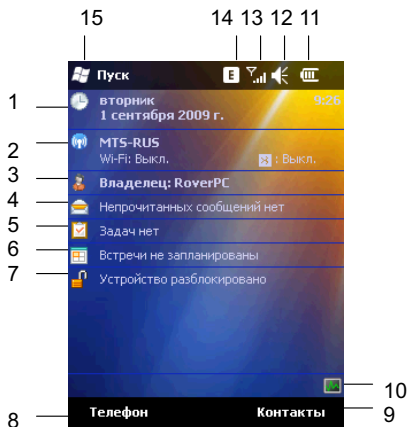 15 14 13 12 11
Пуск E
1 вторник 9:26
1 сентября 2009 г.
2 MTS-RUS
Wi-Fi: Выкл. : Выкл.
3 Владелец: RoverPC
4 Непрочитанных сообщений нет
5 Задач нет
6 Встречи не запланированы
7 Устройство разблокировано
10
8 Телефон Контакты 9